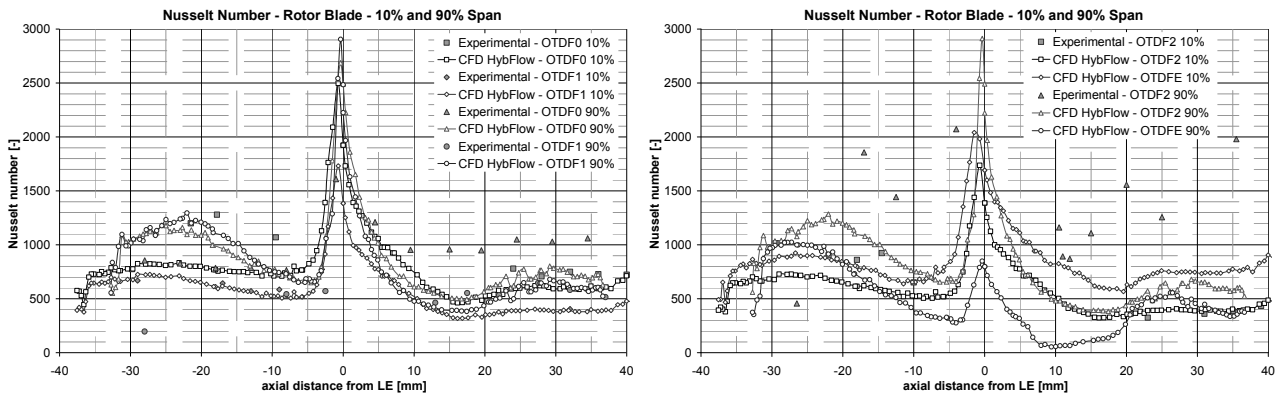 Nusselt Number - Rotor Blade - 10% and 90% Span
3000
2500
2000
1500
1000
500
0
Nusselt number [-]
Experimental - OTDF0 10%
CFD HybFlow - OTDF0 10%
Experimental - OTDF1 10%
CFD HybFlow - OTDF1 10%
Experimental - OTDF0 90%
CFD HybFlow - OTDF0 90%
Experimental - OTDF1 90%
CFD HybFlow - OTDF1 90%
-40 -30 -20 -10 0 10 20 30 40
axial distance from LE [mm]
Nusselt Number - Rotor Blade - 10% and 90% Span
3000
2500
2000
1500
1000
500
0
Nusselt number [-]
Experimental - OTDF2 10%
CFD HybFlow - OTDF2 10%
CFD HybFlow - OTDFE 10%
Eperimental - OTDF2 90%
CFD HybFlow - OTDF2 90%
CFD HybFlow - OTDFE 90%
-40 -30 -20 -10 0 10 20 30 40
axial distance from LE [mm]